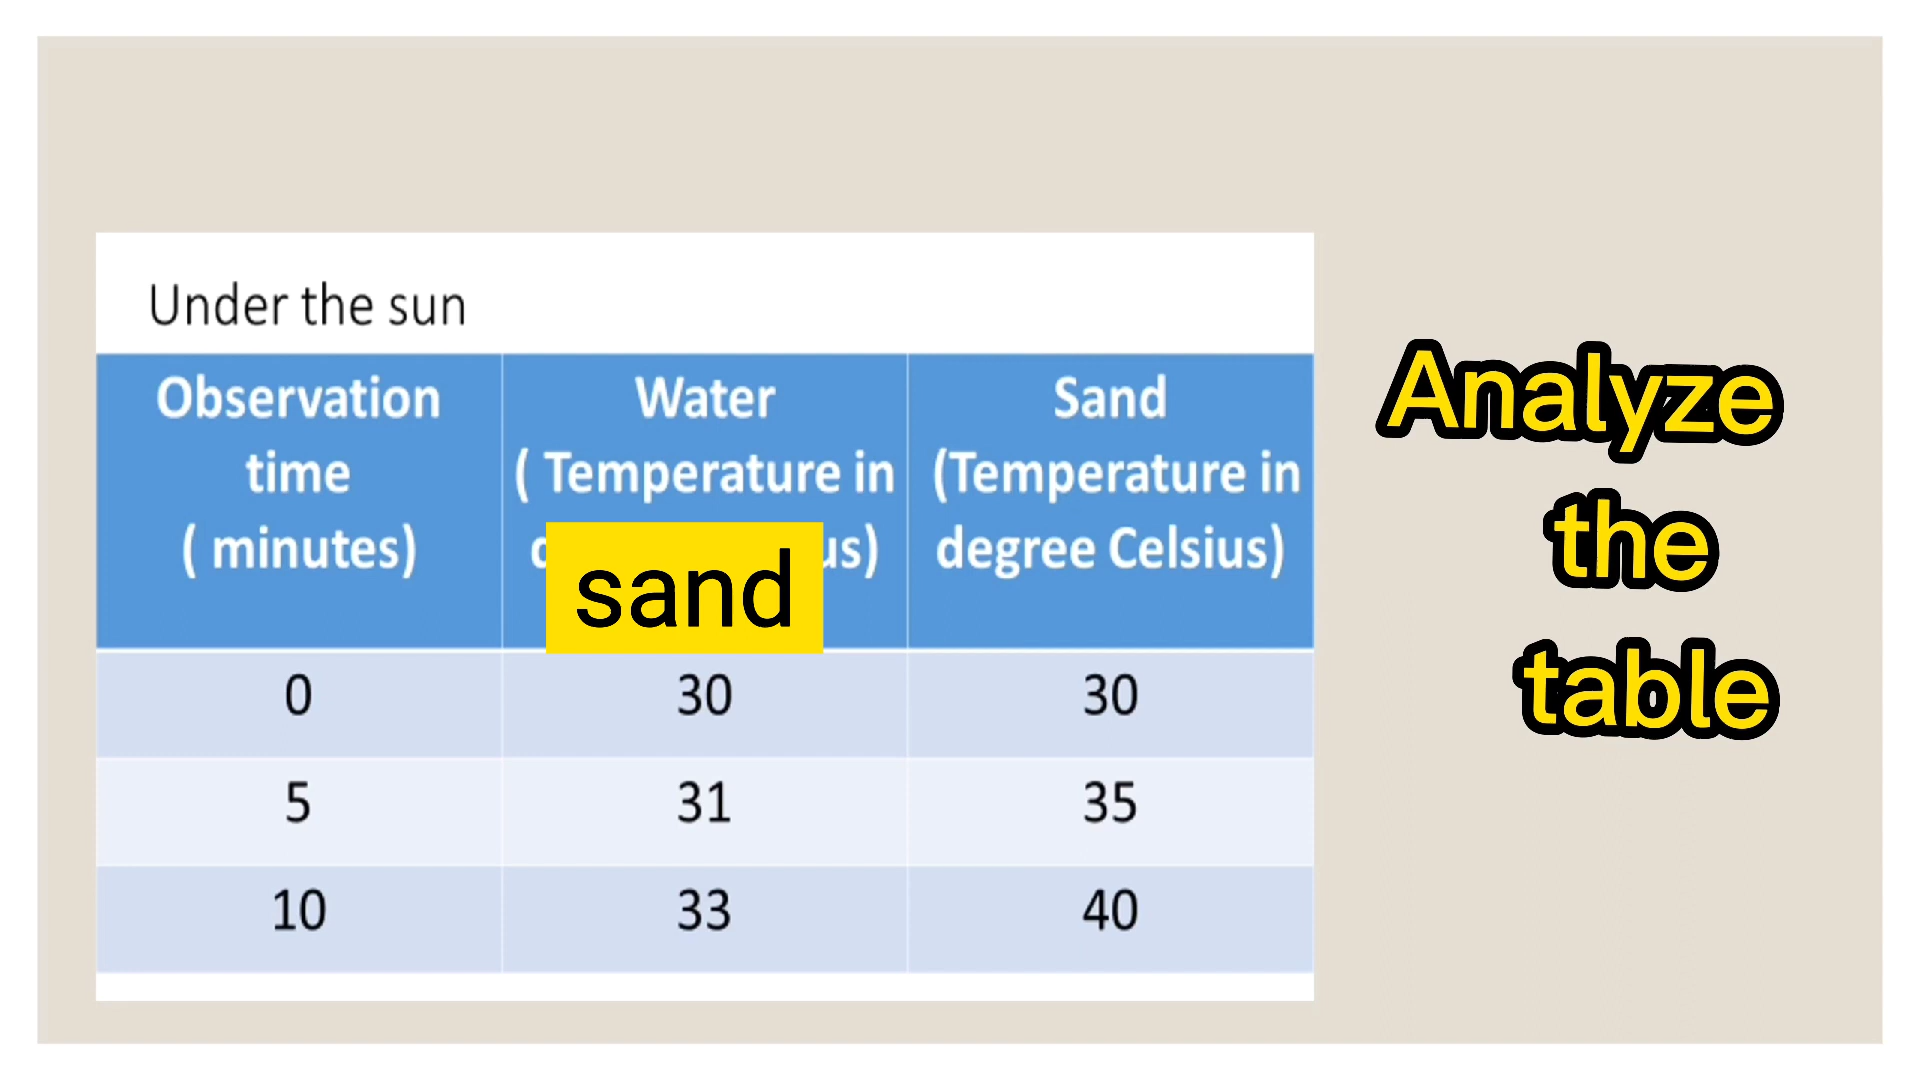 Under the sun
Observation time ( minutes)
Water ( Temperature in us)
Sand (Temperature in degree Celsius)
sand
0 30 30
5 31 35
10 33 40
Analyze
the
table